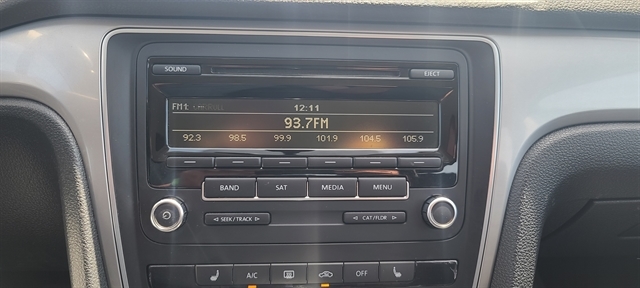 SOUND EJECT
FM1: 12:11
93.7FM
92.3 98.5 99.9 101.9 104.5 105.9
BAND SAT MEDIA MENU
SEEK/TRACK CAT/FLDR
A/C OFF